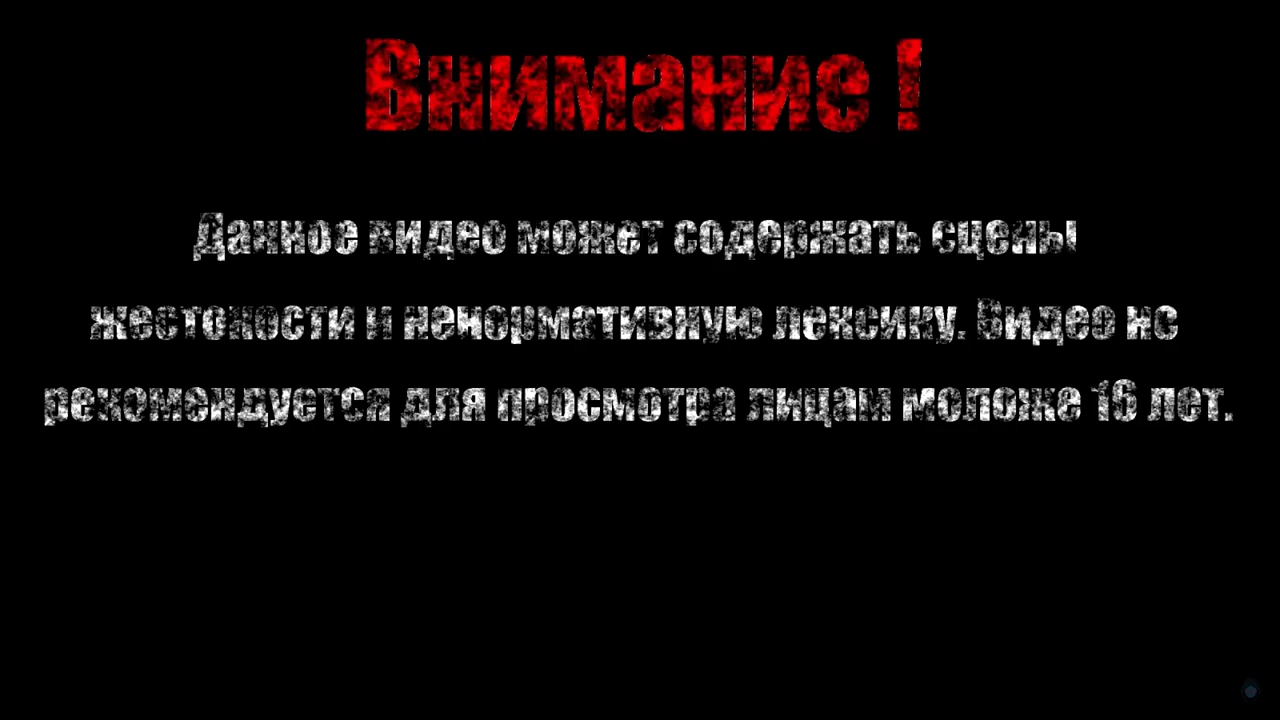 Внимание !
Данное видео может содержать сцены
жестокости и ненормативную лексику. Видео не
рекомендуется для просмотра лицам моложе 16 лет.